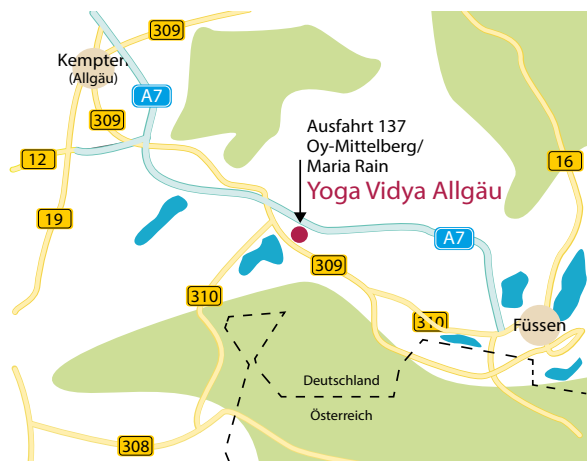 309
Kempten
(Allgäu)
A7
309
12
19
Ausfahrt 137
Oy-Mittelberg/
Maria Rain
Yoga Vidya Allgäu
16
A7
309
310
310
Füssen
Deutschland
Österreich
308